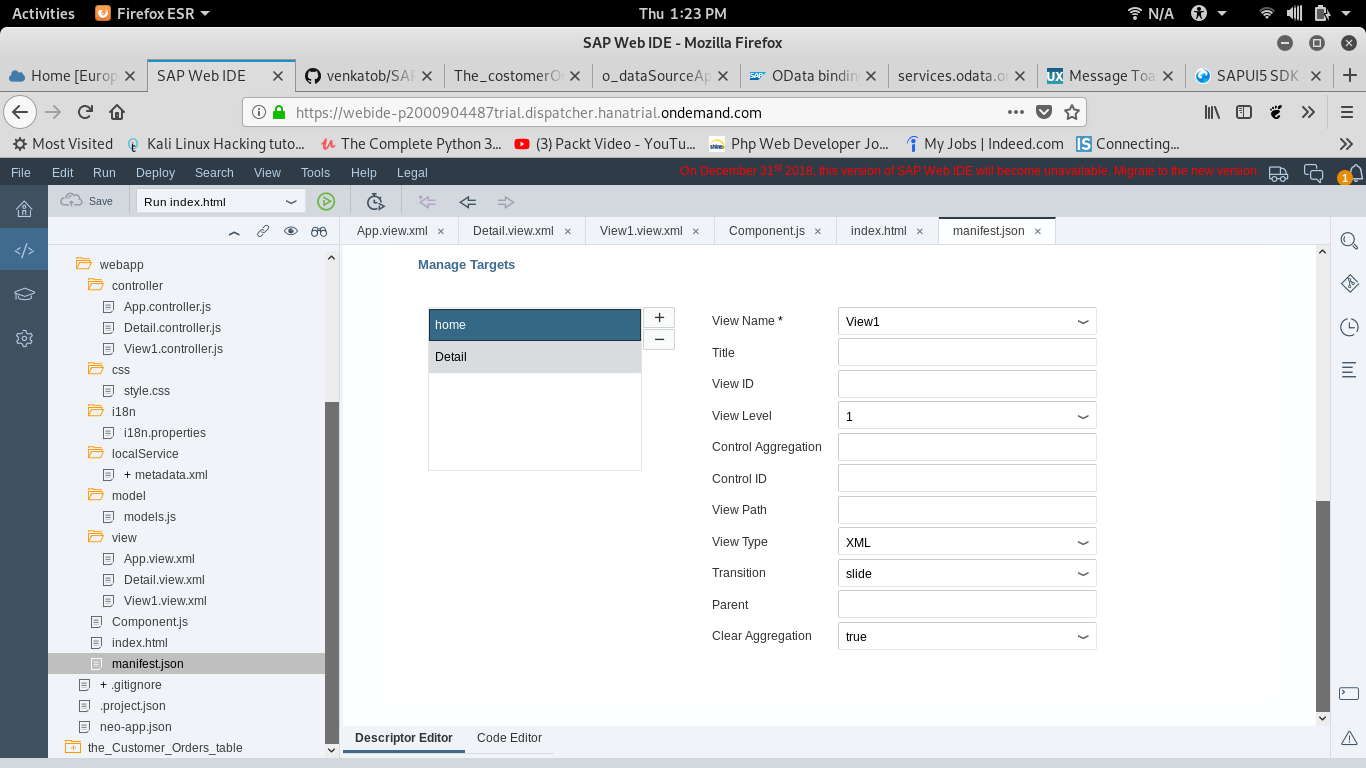 Activities Firefox ESR Thu 1:23 PM N/A
SAP Web IDE - Mozilla Firefox
Home [Europ SAP Web IDE venkatob/SAP The_costomerO o_dataSourceAp OData bindin services.odata.or Message Toa SAPUI5 SDK
https://webide-p2000904487trial.dispatcher.hanatrial.ondemand.com
Most Visited Kali Linux Hacking tuto... The Complete Python 3... (3) Packt Video - YouTu... Php Web Developer Jo... My Jobs | Indeed.com Connecting...
File Edit Run Deploy Search View Tools Help Legal On December 31st 2018, this version of SAP Web IDE will become unavailable. Migrate to the new version. 1
Save Run index.html
App.view.xml × Detail.view.xml × View1.view.xml × Component.js × index.html × manifest.json ×
webapp
controller
App.controller.js
Detail.controller.js
View1.controller.js
css
style.css
i18n
i18n.properties
localService
+ metadata.xml
model
models.js
view
App.view.xml
Detail.view.xml
View1.view.xml
Component.js
index.html
manifest.json
+ .gitignore
.project.json
neo-app.json
the_Customer_Orders_table
Manage Targets
home
Detail
+
−
View Name * View1
Title
View ID
View Level 1
Control Aggregation
Control ID
View Path
View Type XML
Transition slide
Parent
Clear Aggregation true
Descriptor Editor Code Editor